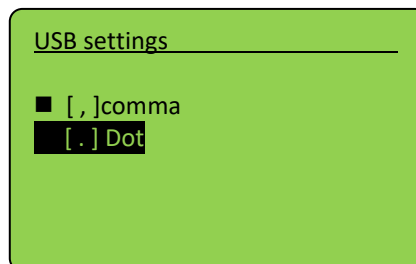 USB settings
■ [ , ]comma
[ . ] Dot